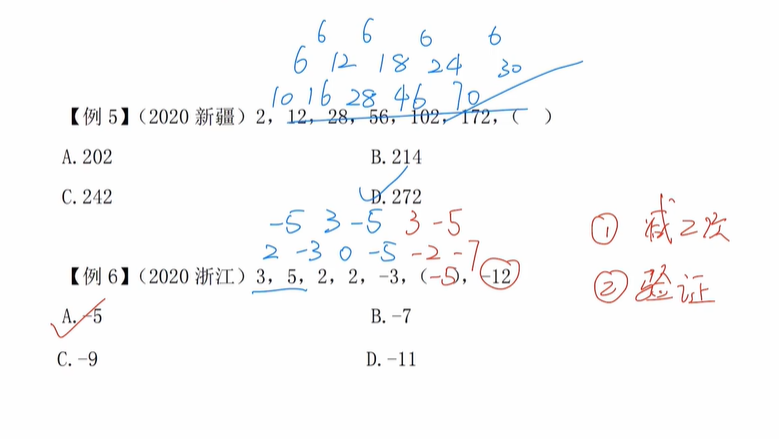 6 6 6 6
6 12 18 24 30
10 16 28 46 70
【例 5】(2020 新疆) 2, 12, 28, 56, 102, 172, ( )
A. 202 B. 214
C. 242 D. 272
-5 3 -5 3 -5
2 -3 0 -5 -2 -7
【例 6】(2020 浙江) 3, 5, 2, 2, -3, (-5), -12
A. -5 B. -7
C. -9 D. -11
① 减2次
② 验证